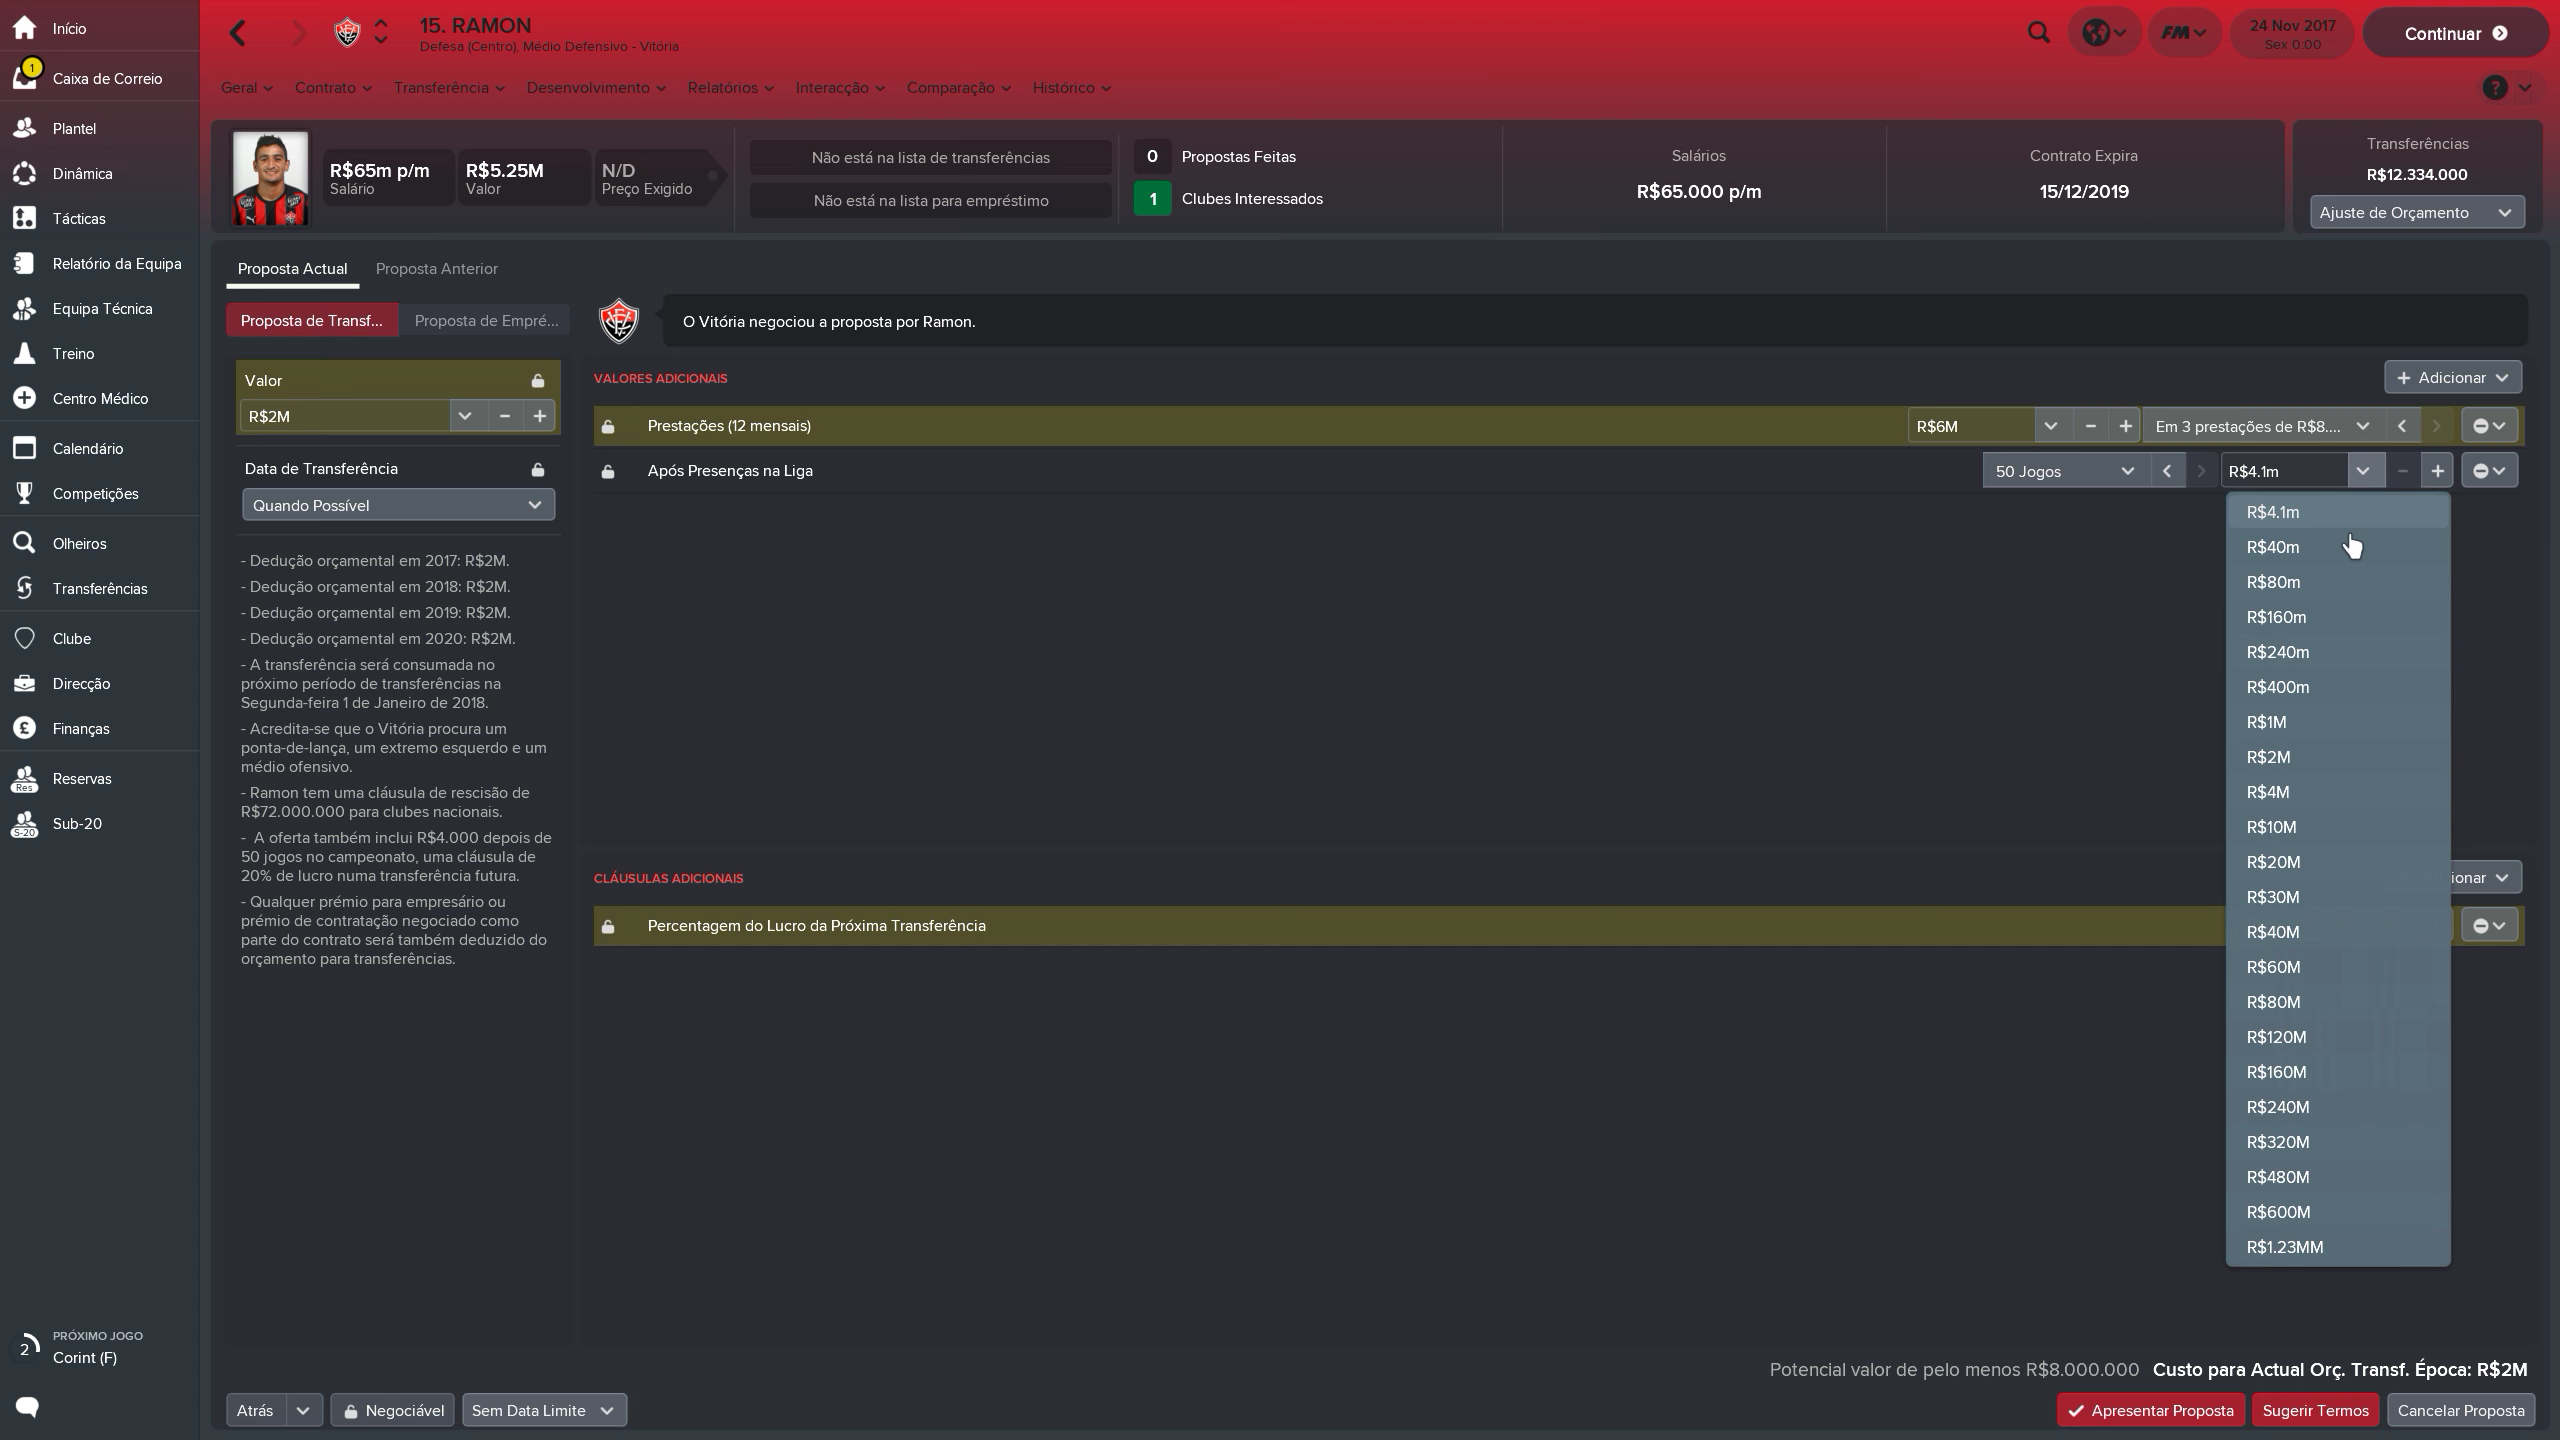 Início
1
Caixa de Correio
Plantel
Dinâmica
Tácticas
Relatório da Equipa
Equipa Técnica
Treino
Centro Médico
Calendário
Competições
Olheiros
Transferências
Clube
Direcção
Finanças
Res
Reservas
S-20
Sub-20
PRÓXIMO JOGO
2
Corint (F)
15. RAMON
Defesa (Centro), Médio Defensivo - Vitória
FM
24 Nov 2017
Sex 0:00
Continuar
Geral
Contrato
Transferência
Desenvolvimento
Relatórios
Interacção
Comparação
Histórico
?
R$65m p/m
Salário
R$5.25M
Valor
N/D
Preço Exigido
Não está na lista de transferências
Não está na lista para empréstimo
0 Propostas Feitas
1 Clubes Interessados
Salários
R$65.000 p/m
Contrato Expira
15/12/2019
Transferências
R$12.334.000
Ajuste de Orçamento
Proposta Actual
Proposta Anterior
Proposta de Transf...
Proposta de Empré...
O Vitória negociou a proposta por Ramon.
Valor
R$2M
Data de Transferência
Quando Possível
- Dedução orçamental em 2017: R$2M.
- Dedução orçamental em 2018: R$2M.
- Dedução orçamental em 2019: R$2M.
- Dedução orçamental em 2020: R$2M.
- A transferência será consumada no
próximo período de transferências na
Segunda-feira 1 de Janeiro de 2018.
- Acredita-se que o Vitória procura um
ponta-de-lança, um extremo esquerdo e um
médio ofensivo.
- Ramon tem uma cláusula de rescisão de
R$72.000.000 para clubes nacionais.
- A oferta também inclui R$4.000 depois de
50 jogos no campeonato, uma cláusula de
20% de lucro numa transferência futura.
- Qualquer prémio para empresário ou
prémio de contratação negociado como
parte do contrato será também deduzido do
orçamento para transferências.
VALORES ADICIONAIS
Adicionar
Prestações (12 mensais)
R$6M
Em 3 prestações de R$8....
Após Presenças na Liga
50 Jogos
R$4.1m
R$4.1m
R$40m
R$80m
R$160m
R$240m
R$400m
R$1M
R$2M
R$4M
R$10M
R$20M
R$30M
R$40M
R$60M
R$80M
R$120M
R$160M
R$240M
R$320M
R$480M
R$600M
R$1.23MM
CLÁUSULAS ADICIONAIS
ionar
Percentagem do Lucro da Próxima Transferência
Potencial valor de pelo menos R$8.000.000
Custo para Actual Orç. Transf. Época: R$2M
Atrás
Negociável
Sem Data Limite
Apresentar Proposta
Sugerir Termos
Cancelar Proposta